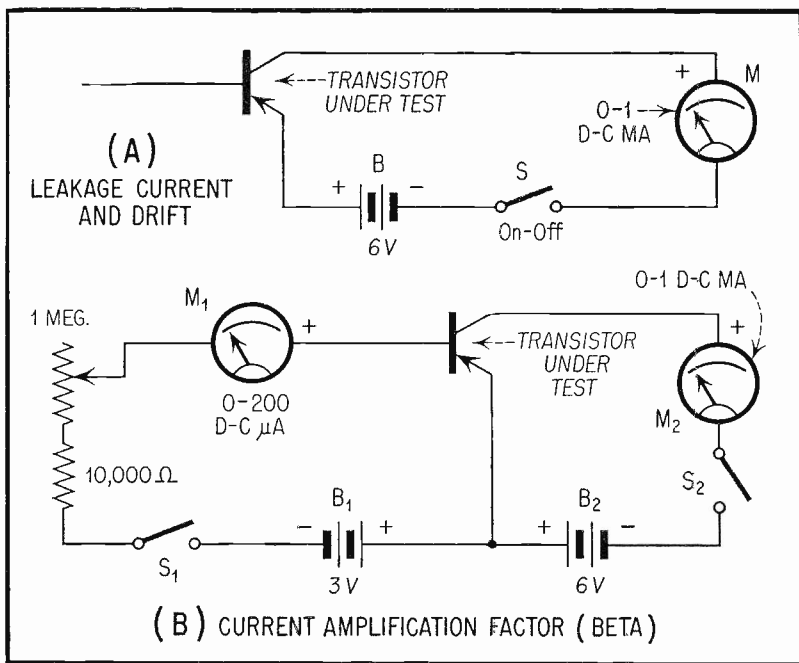 + M
TRANSISTOR
UNDER TEST
0-1
D-C MA
(A)
LEAKAGE CURRENT
AND DRIFT
B
+ -
6V
S
On-Off
0-1 D-C MA
M₁
1 MEG.
+
+
TRANSISTOR
UNDER
TEST
0-200
D-C μA
M₂
10,000Ω
S₂
B₁
B₂
- +
+ -
S₁
3V
6V
(B) CURRENT AMPLIFICATION FACTOR (BETA)